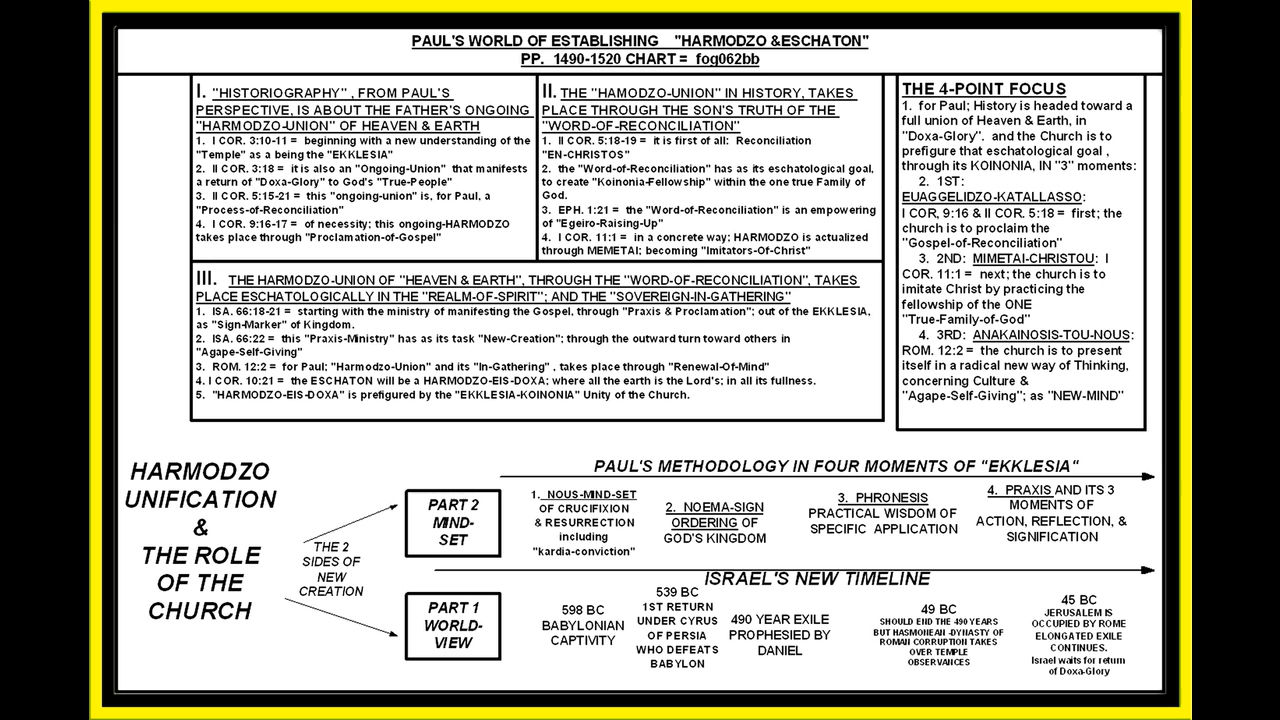 PAUL'S WORLD OF ESTABLISHING "HARMODZO &ESCHATON"
PP. 1490-1520 CHART = fog062bb
I. "HISTORIOGRAPHY" , FROM PAUL'S
PERSPECTIVE, IS ABOUT THE FATHER'S ONGOING
"HARMODZO-UNION" OF HEAVEN & EARTH
1. I COR. 3:10-11 = beginning with a new understanding of the
"Temple" as a being the "EKKLESIA"
2. II COR. 3:18 = it is also an "Ongoing-Union" that manifests
a return of "Doxa-Glory" to God's "True-People"
3. II COR. 5:15-21 = this "ongoing-union" is, for Paul, a
"Process-of-Reconciliation"
4. I COR. 9:16-17 = of necessity; this ongoing-HARMODZO
takes place through "Proclamation-of-Gospel"
II. THE "HAMODZO-UNION" IN HISTORY, TAKES
PLACE THROUGH THE SON'S TRUTH OF THE
"WORD-OF-RECONCILIATION"
1. II COR. 5:18-19 = it is first of all: Reconciliation
"EN-CHRISTOS"
2. the "Word-of-Reconciliation" has as its eschatological goal,
to create "Koinonia-Fellowship" within the one true Family of
God.
3. EPH. 1:21 = the "Word-of-Reconciliation" is an empowering
of "Egeiro-Raising-Up"
4. I COR. 11:1 = in a concrete way; HARMODZO is actualized
through MEMETAI; becoming "Imitators-Of-Christ"
III. THE HARMODZO-UNION OF "HEAVEN & EARTH", THROUGH THE "WORD-OF-RECONCILIATION", TAKES
PLACE ESCHATOLOGICALLY IN THE "REALM-OF-SPIRIT"; AND THE "SOVEREIGN-IN-GATHERING"
1. ISA. 66:18-21 = starting with the ministry of manifesting the Gospel, through "Praxis & Proclamation"; out of the EKKLESIA,
as "Sign-Marker" of Kingdom.
2. ISA. 66:22 = this "Praxis-Ministry" has as its task "New-Creation"; through the outward turn toward others in
"Agape-Self-Giving"
3. ROM. 12:2 = for Paul; "Harmodzo-Union" and its "In-Gathering" , takes place through "Renewal-Of-Mind"
4. I COR. 10:21 = the ESCHATON will be a HARMODZO-EIS-DOXA; where all the earth is the Lord's; in all its fullness.
5. "HARMODZO-EIS-DOXA" is prefigured by the "EKKLESIA-KOINONIA" Unity of the Church.
THE 4-POINT FOCUS
1. for Paul; History is headed toward a
full union of Heaven & Earth, in
"Doxa-Glory". and the Church is to
prefigure that eschatological goal ,
through its KOINONIA, IN "3" moments:
2. 1ST:
EUAGGELIDZO-KATALLASSO:
I COR, 9:16 & II COR. 5:18 = first; the
church is to proclaim the
"Gospel-of-Reconciliation"
3. 2ND: MIMETAI-CHRISTOU: I
COR. 11:1 = next; the church is to
imitate Christ by practicing the
fellowship of the ONE
"True-Family-of-God"
4. 3RD: ANAKAINOSIS-TOU-NOUS:
ROM. 12:2 = the church is to present
itself in a radical new way of Thinking,
concerning Culture &
"Agape-Self-Giving"; as "NEW-MIND"
HARMODZO
UNIFICATION
&
THE ROLE
OF THE
CHURCH
THE 2
SIDES OF
NEW
CREATION
PART 2
MIND-
SET
PAUL'S METHODOLOGY IN FOUR MOMENTS OF "EKKLESIA"
1. NOUS-MIND-SET
OF CRUCIFIXION
& RESURRECTION
including
"kardia-conviction"
2. NOEMA-SIGN
ORDERING OF
GOD'S KINGDOM
3. PHRONESIS
PRACTICAL WISDOM OF
SPECIFIC APPLICATION
4. PRAXIS AND ITS 3
MOMENTS OF
ACTION, REFLECTION, &
SIGNIFICATION
PART 1
WORLD-
VIEW
ISRAEL'S NEW TIMELINE
598 BC
BABYLONIAN
CAPTIVITY
539 BC
1ST RETURN
UNDER CYRUS
OF PERSIA
WHO DEFEATS
BABYLON
490 YEAR EXILE
PROPHESIED BY
DANIEL
49 BC
SHOULD END THE 490 YEARS
BUT HASMONEAN -DYNASTY OF
ROMAN CORRUPTION TAKES
OVER TEMPLE
OBSERVANCES
45 BC
JERUSALEM IS
OCCUPIED BY ROME
ELONGATED EXILE
CONTINUES.
Israel waits for return
of Doxa-Glory